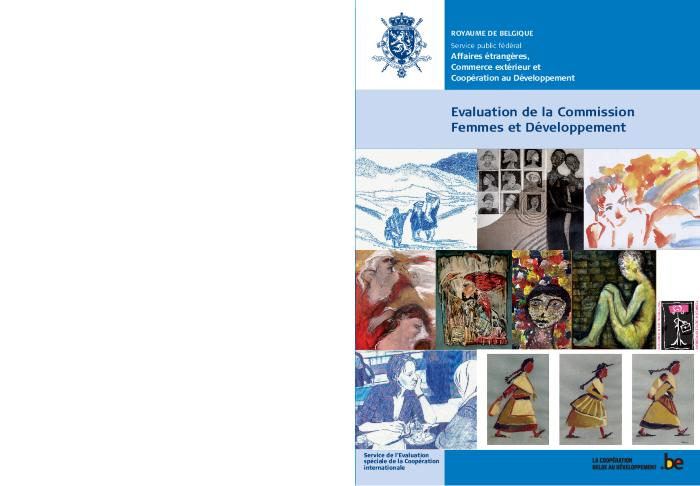 ROYAUME DE BELGIQUE
Service public fédéral
Affaires étrangères,
Commerce extérieur et
Coopération au Développement
Evaluation de la Commission
Femmes et Développement
Service de l'Evaluation
spéciale de la Coopération
internationale
LA COOPÉRATION
BELGE AU DÉVELOPPEMENT
.be